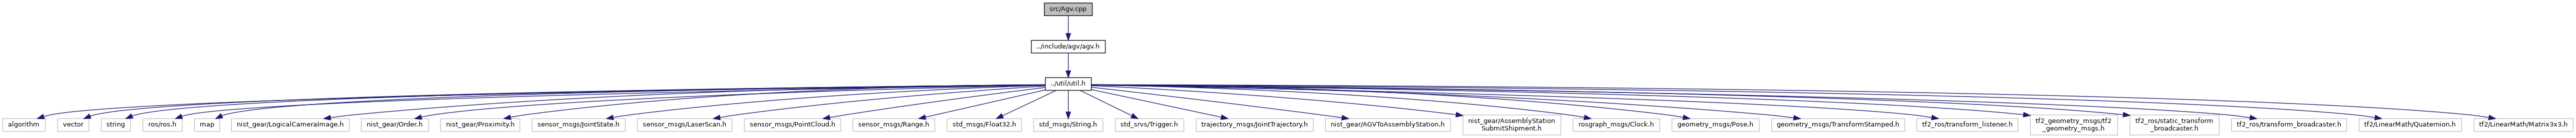 src/Agv.cpp
../include/agv/agv.h
../util/util.h
algorithm
vector
string
ros/ros.h
map
nist_gear/LogicalCameraImage.h
nist_gear/Order.h
nist_gear/Proximity.h
sensor_msgs/JointState.h
sensor_msgs/LaserScan.h
sensor_msgs/PointCloud.h
sensor_msgs/Range.h
std_msgs/Float32.h
std_msgs/String.h
std_srvs/Trigger.h
trajectory_msgs/JointTrajectory.h
nist_gear/AGVToAssemblyStation.h
nist_gear/AssemblyStation
SubmitShipment.h
rosgraph_msgs/Clock.h
geometry_msgs/Pose.h
geometry_msgs/TransformStamped.h
tf2_ros/transform_listener.h
tf2_geometry_msgs/tf2
_geometry_msgs.h
tf2_ros/static_transform
_broadcaster.h
tf2_ros/transform_broadcaster.h
tf2/LinearMath/Quaternion.h
tf2/LinearMath/Matrix3x3.h